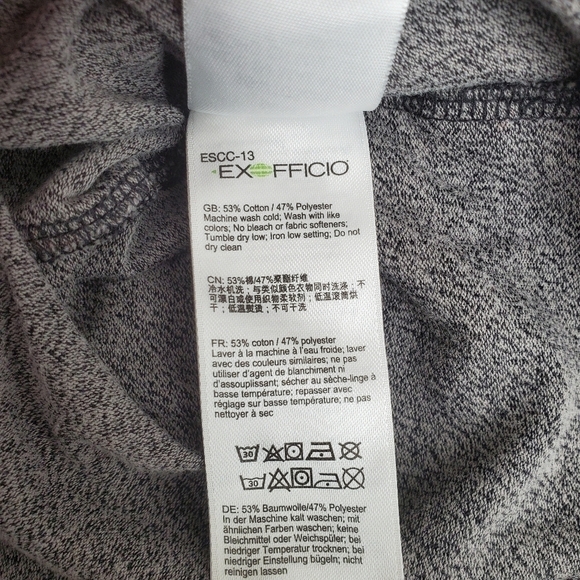 ESCC-13
EXOFFICIO
GB: 53% Cotton / 47% Polyester
Machine wash cold; Wash with like
colors; No bleach or fabric softeners;
Tumble dry low; Iron low setting; Do not
dry clean
CN: 53%棉/47%聚酯纤维
冷水机洗；与类似颜色衣物同时洗涤；不
可漂白或使用织物柔软剂；低温滚筒烘
干；低温熨烫；不可干洗
FR: 53% coton / 47% polyester
Laver à la machine à l'eau froide; laver
avec des couleurs similaires; ne pas
utiliser d'agent de blanchiment ni
d'assouplissant; sécher au sèche-linge à
basse température; repasser avec
réglage sur basse température; ne pas
nettoyer à sec
30
30
DE: 53% Baumwolle/47% Polyester
In der Maschine kalt waschen; mit
ähnlichen Farben waschen; keine
Bleichmittel oder Weichspüler; bei
niedriger Temperatur trocknen; bei
niedriger Einstellung bügeln; nicht
reinigen lassen